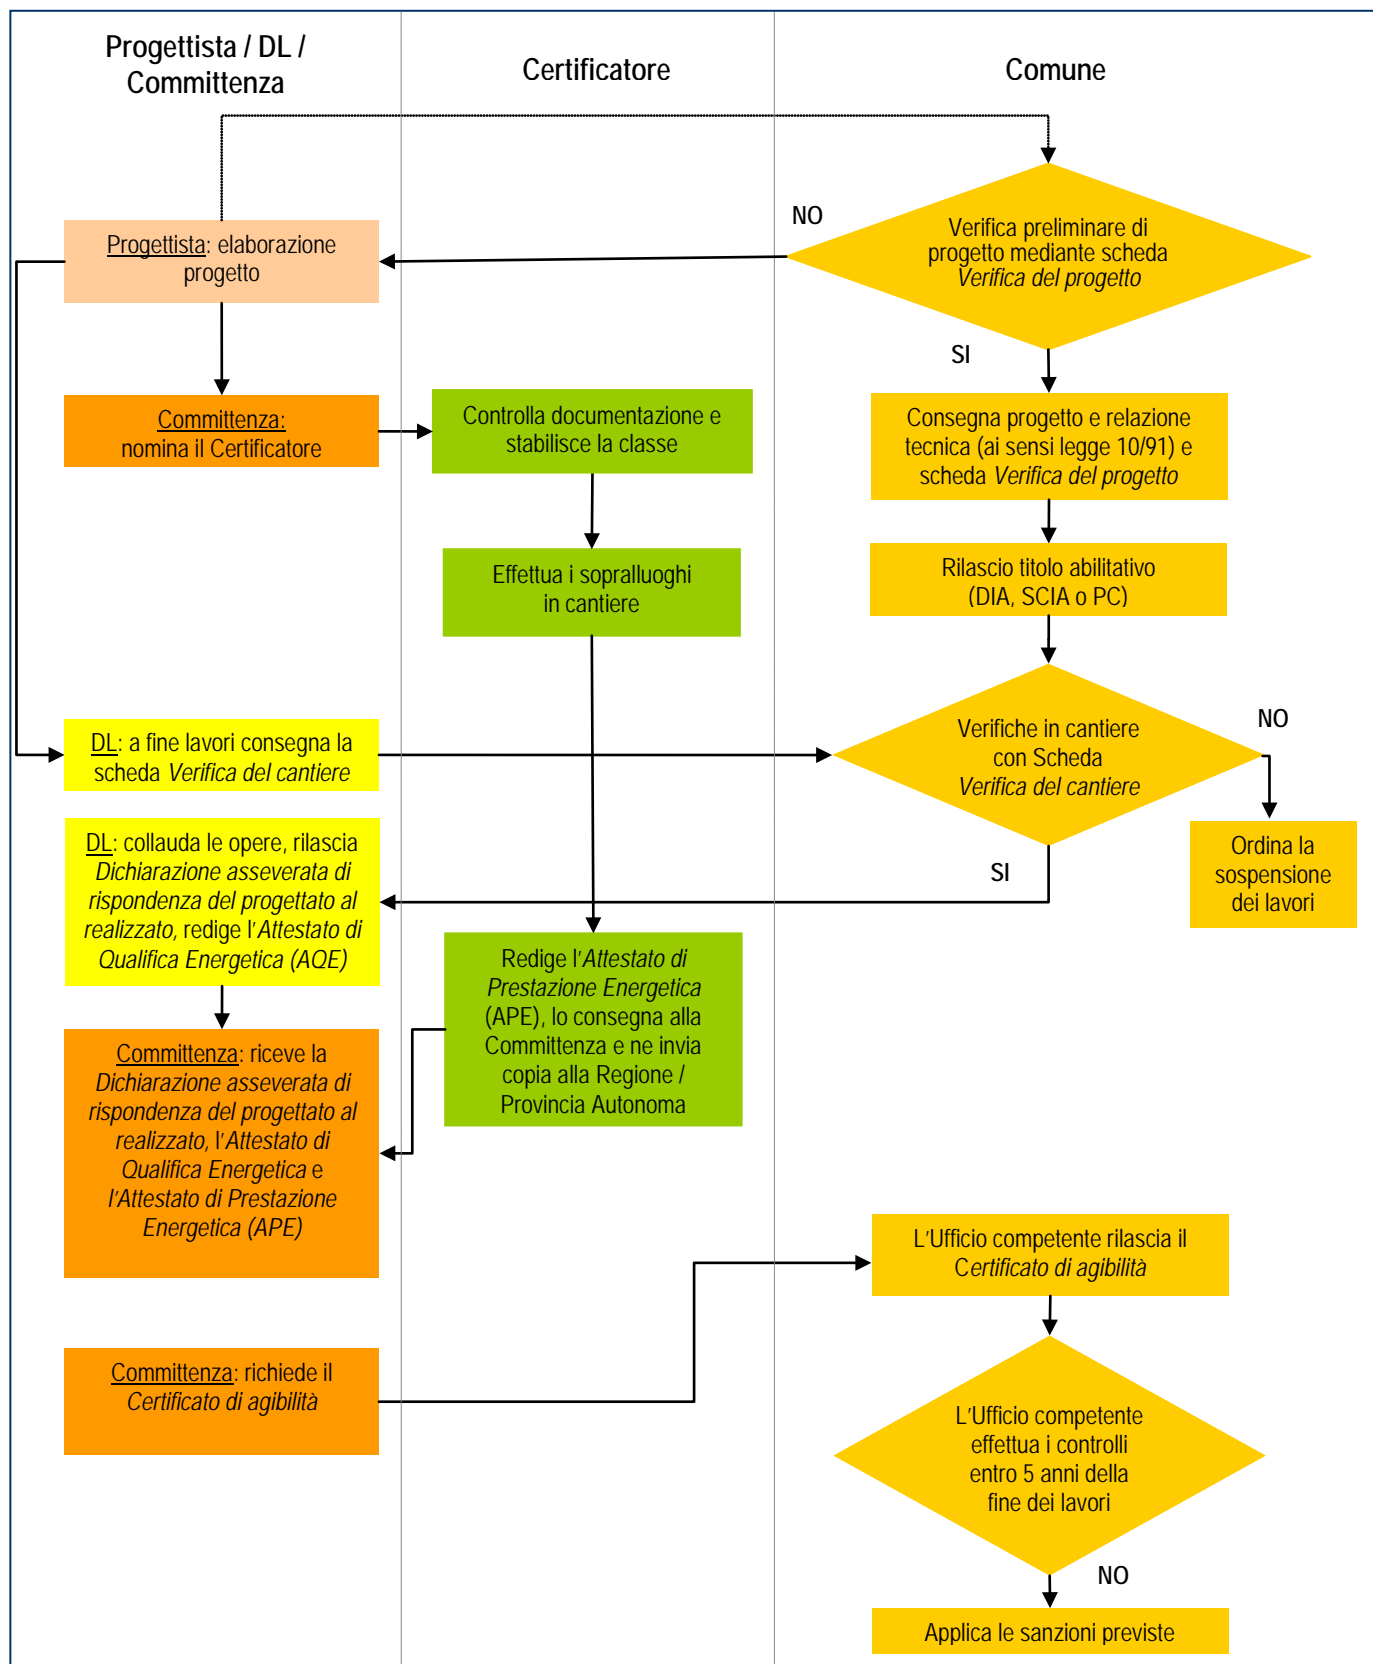 Progettista / DL /
Committenza
Certificatore
Comune
NO
Verifica preliminare di
progetto mediante scheda
Verifica del progetto
Progettista: elaborazione
progetto
SI
Committenza:
nomina il Certificatore
Controlla documentazione e
stabilisce la classe
Consegna progetto e relazione
tecnica (ai sensi legge 10/91) e
scheda Verifica del progetto
Effettua i sopralluoghi
in cantiere
Rilascio titolo abilitativo
(DIA, SCIA o PC)
DL: a fine lavori consegna la
scheda Verifica del cantiere
Verifiche in cantiere
con Scheda
Verifica del cantiere
NO
DL: collauda le opere, rilascia
Dichiarazione asseverata di
rispondenza del progettato al
realizzato, redige l'Attestato di
Qualifica Energetica (AQE)
SI
Ordina la
sospensione
dei lavori
Redige l'Attestato di
Prestazione Energetica
(APE), lo consegna alla
Committenza e ne invia
copia alla Regione /
Provincia Autonoma
Committenza: riceve la
Dichiarazione asseverata di
rispondenza del progettato al
realizzato, l'Attestato di
Qualifica Energetica e
l'Attestato di Prestazione
Energetica (APE)
L'Ufficio competente rilascia il
Certificato di agibilità
Committenza: richiede il
Certificato di agibilità
L'Ufficio competente
effettua i controlli
entro 5 anni della
fine dei lavori
NO
Applica le sanzioni previste